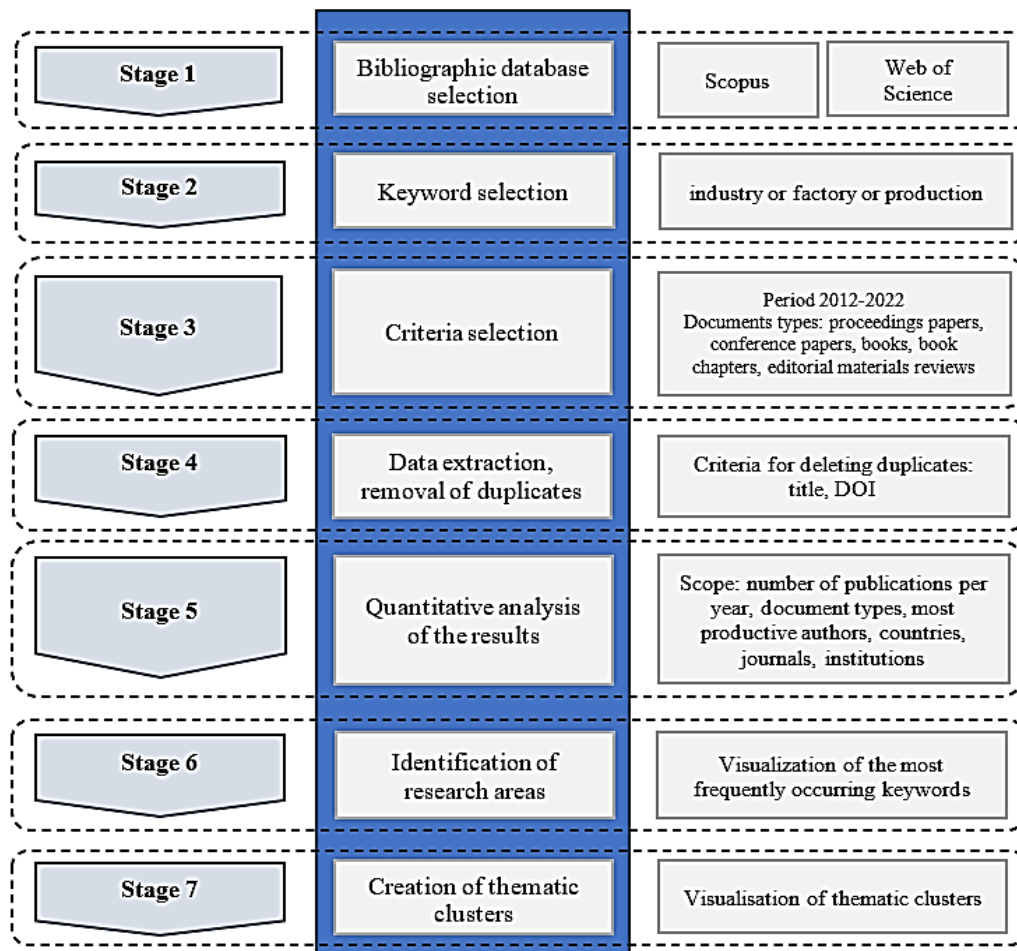 Stage 1
Bibliographic database
selection
Scopus
Web of
Science
Stage 2
Keyword selection
industry or factory or production
Stage 3
Criteria selection
Period 2012-2022
Documents types: proceedings papers,
conference papers, books, book
chapters, editorial materials reviews
Stage 4
Data extraction,
removal of duplicates
Criteria for deleting duplicates:
title, DOI
Stage 5
Quantitative analysis
of the results
Scope: number of publications per
year, document types, most
productive authors, countries,
journals, institutions
Stage 6
Identification of
research areas
Visualization of the most
frequently occurring keywords
Stage 7
Creation of thematic
clusters
Visualisation of thematic clusters